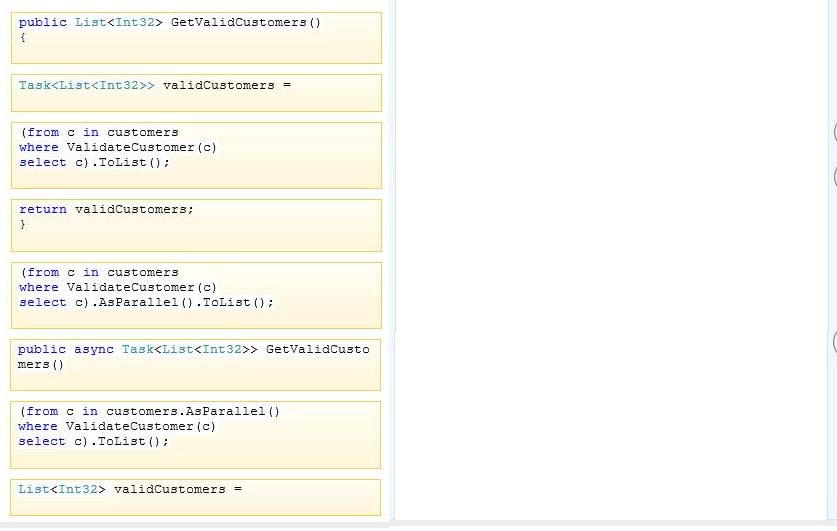 public List<Int32> GetValidCustomers()
{
Task<List<Int32>> validCustomers =
(from c in customers
where ValidateCustomer(c)
select c).ToList();
return validCustomers;
}
(from c in customers
where ValidateCustomer(c)
select c).AsParallel().ToList();
public async Task<List<Int32>> GetValidCusto
mers()
(from c in customers.AsParallel()
where ValidateCustomer(c)
select c).ToList();
List<Int32> validCustomers =